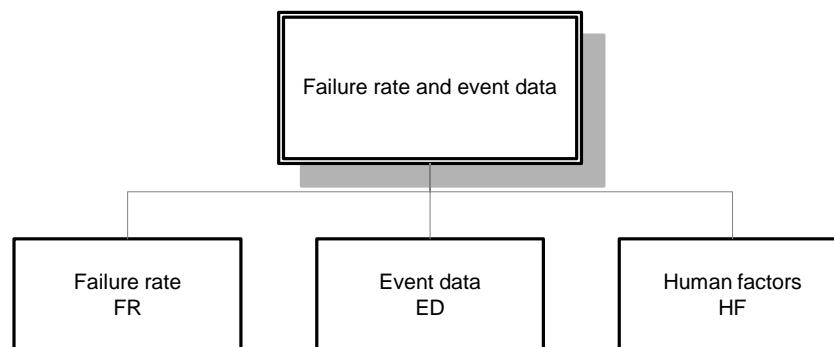 Failure rate and event data
Failure rate
FR
Event data
ED
Human factors
HF